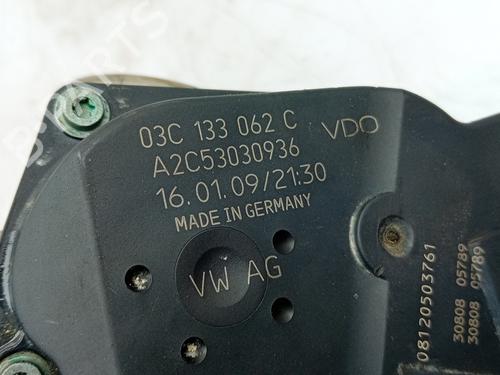 03C 133 062 C
VDO
A2C53030936
16.01.09/21:30
MADE IN GERMANY
VW AG
08120503761
30808 05789
30808 05789